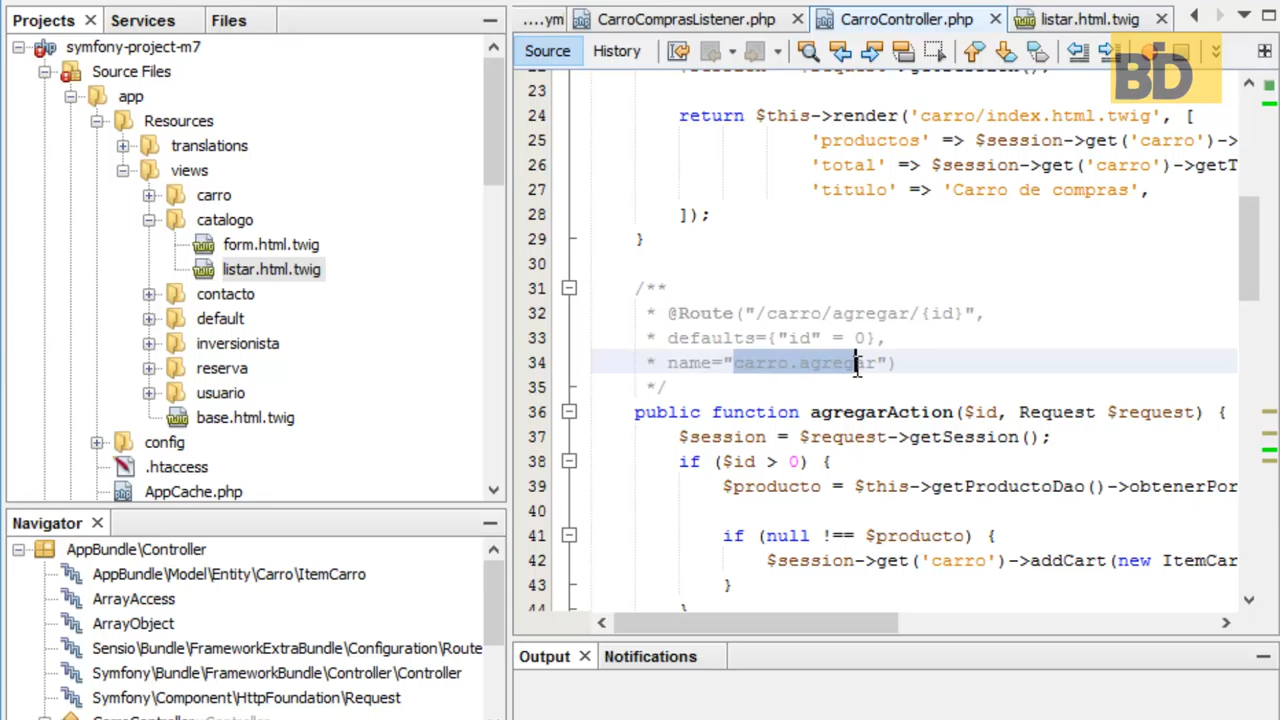 Projects
Services
Files
symfony-project-m7
Source Files
app
Resources
translations
views
carro
catalogo
form.html.twig
listar.html.twig
contacto
default
inversionista
reserva
usuario
base.html.twig
config
.htaccess
AppCache.php
Navigator
AppBundle\Controller
AppBundle\Model\Entity\Carro\ItemCarro
ArrayAccess
ArrayObject
Sensio\Bundle\FrameworkExtraBundle\Configuration\Route
Symfony\Bundle\FrameworkBundle\Controller\Controller
Symfony\Component\HttpFoundation\Request
...ym
CarroComprasListener.php
CarroController.php
listar.html.twig
Source
History
BD
23
24 return $this->render('carro/index.html.twig', [
25 'productos' => $session->get('carro')->
26 'total' => $session->get('carro')->getT
27 'titulo' => 'Carro de compras',
28 ]);
29 }
30
31 /**
32 * @Route("/carro/agregar/{id}",
33 * defaults={"id" = 0},
34 * name="carro.agregar")
35 */
36 public function agregarAction($id, Request $request) {
37 $session = $request->getSession();
38 if ($id > 0) {
39 $producto = $this->getProductoDao()->obtenerPor
40
41 if (null !== $producto) {
42 $session->get('carro')->addCart(new ItemCar
43 }
44 }
Output
Notifications